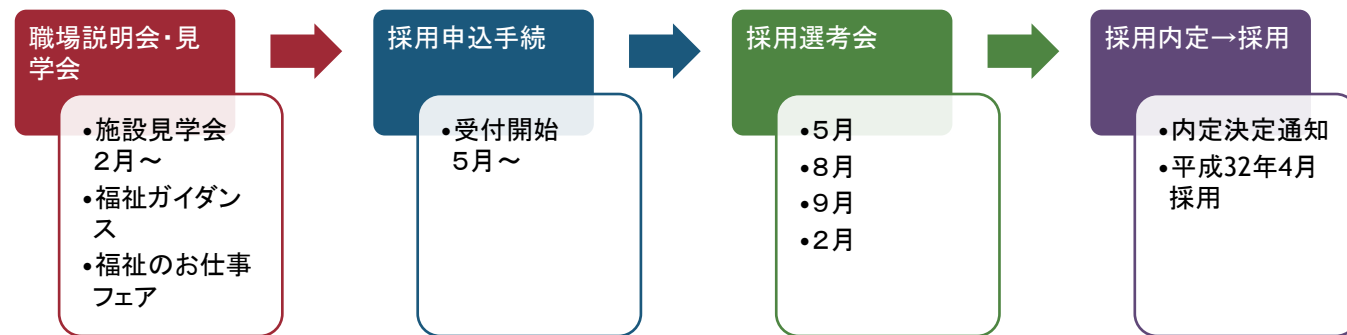 職場説明会・見
学会
•施設見学会
２月～
•福祉ガイダン
ス
•福祉のお仕事
フェア
採用申込手続
•受付開始
５月～
採用選考会
•５月
•８月
•９月
•２月
採用内定→採用
•内定決定通知
•平成32年4月
採用